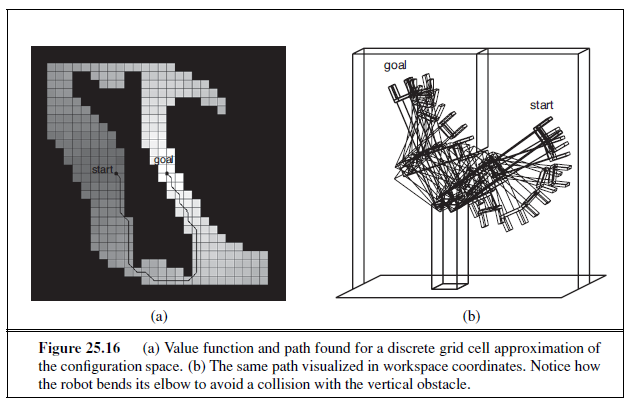 goal
start
start
goal
(a)
(b)
Figure 25.16 (a) Value function and path found for a discrete grid cell approximation of
the configuration space. (b) The same path visualized in workspace coordinates. Notice how
the robot bends its elbow to avoid a collision with the vertical obstacle.